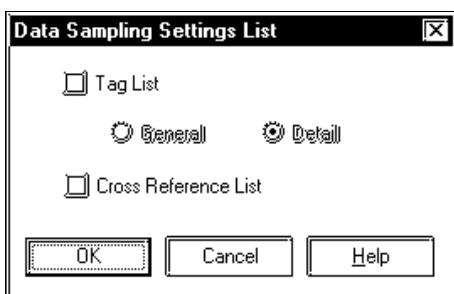 Data Sampling Settings List
Tag List
General Detail
Cross Reference List
OK Cancel Help